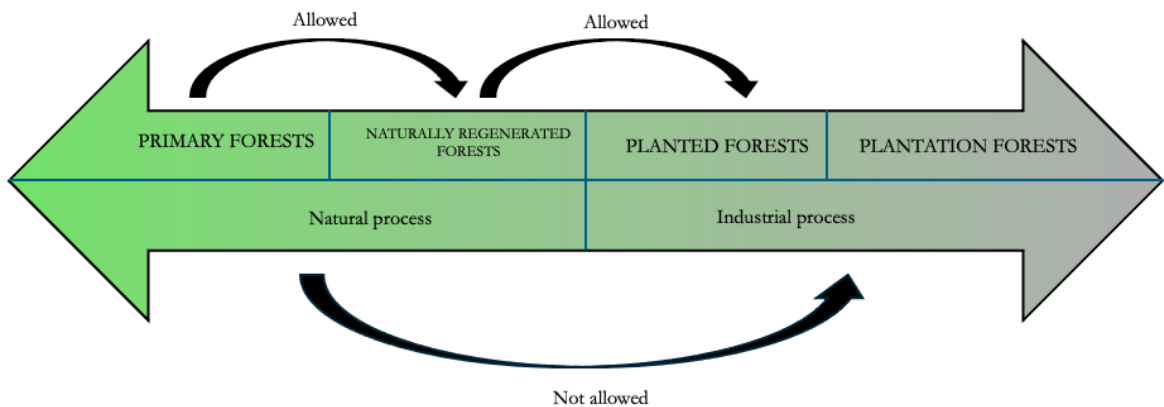 Allowed
Allowed
PRIMARY FORESTS
NATURALLY REGENERATED
FORESTS
PLANTED FORESTS
PLANTATION FORESTS
Natural process
Industrial process
Not allowed